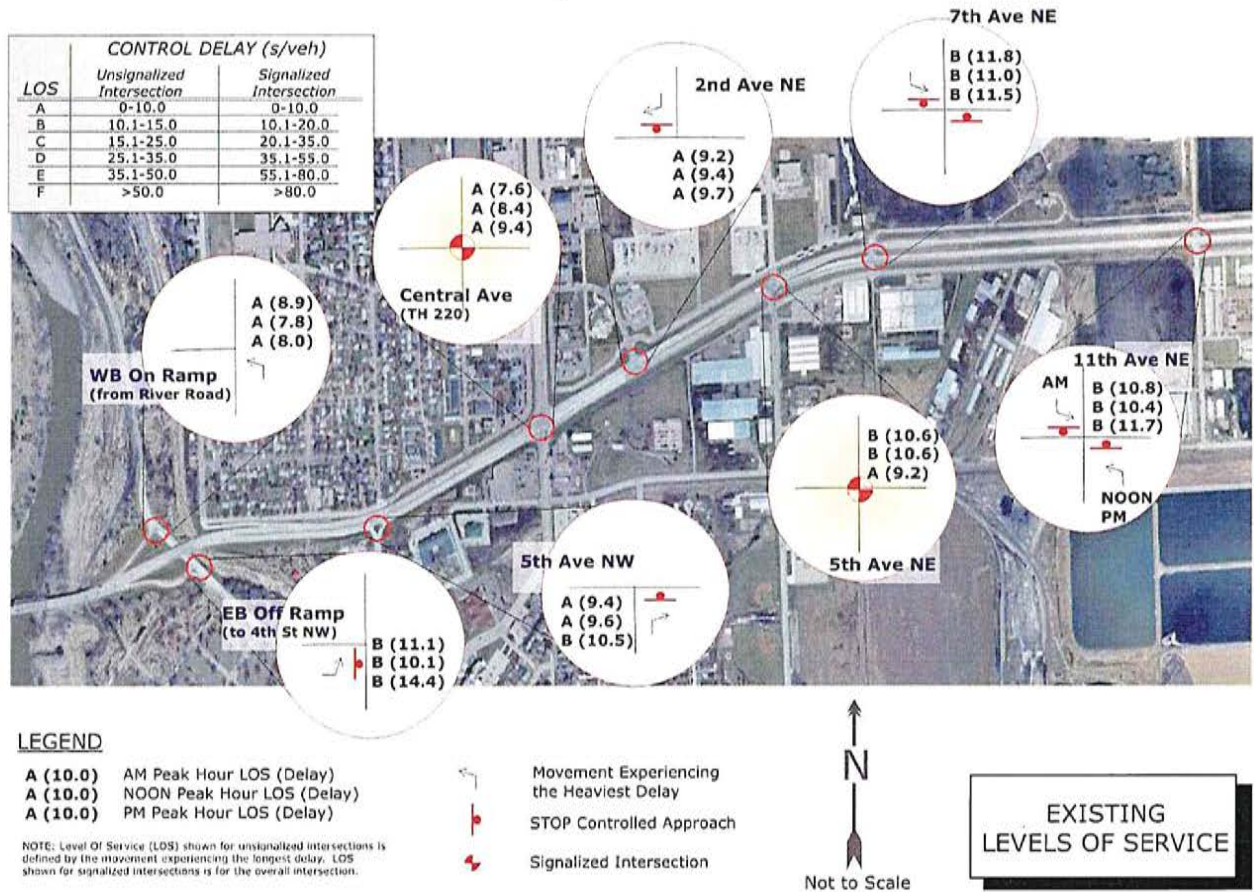 CONTROL DELAY (s/veh)
LOS
Unsignalized
Intersection
Signalized
Intersection
A 0-10.0 0-10.0
B 10.1-15.0 10.1-20.0
C 15.1-25.0 20.1-35.0
D 25.1-35.0 35.1-55.0
E 35.1-50.0 55.1-80.0
F >50.0 >80.0
7th Ave NE
B (11.8)
B (11.0)
B (11.5)
2nd Ave NE
A (9.2)
A (9.4)
A (9.7)
A (7.6)
A (8.4)
A (9.4)
Central Ave
(TH 220)
A (8.9)
A (7.8)
A (8.0)
WB On Ramp
(from River Road)
11th Ave NE
AM
B (10.8)
B (10.4)
B (11.7)
NOON
PM
B (10.6)
B (10.6)
A (9.2)
5th Ave NE
5th Ave NW
A (9.4)
A (9.6)
B (10.5)
EB Off Ramp
(to 4th St NW)
B (11.1)
B (10.1)
B (14.4)
LEGEND
A (10.0) AM Peak Hour LOS (Delay)
A (10.0) NOON Peak Hour LOS (Delay)
A (10.0) PM Peak Hour LOS (Delay)
NOTE: Level Of Service (LOS) shown for unsignalized intersections is
defined by the movement experiencing the longest delay. LOS
shown for signalized intersections is for the overall intersection.
Movement Experiencing
the Heaviest Delay
STOP Controlled Approach
Signalized Intersection
N
Not to Scale
EXISTING
LEVELS OF SERVICE